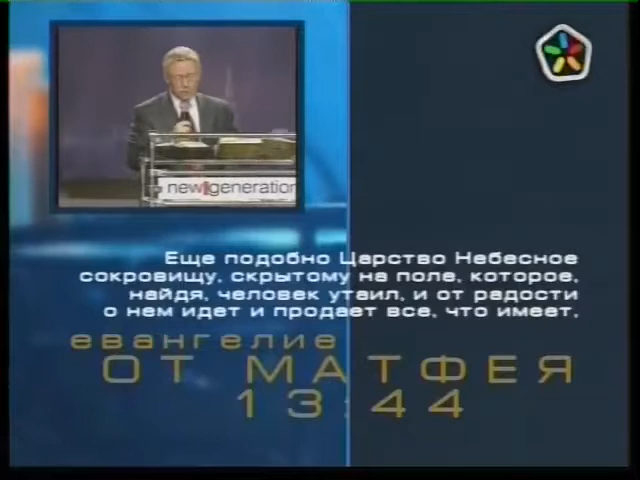 new generation
Еще подобно Царство Небесное
сокровищу, скрытому на поле, которое,
найдя, человек утаил, и от радости
о нем идет и продает все, что имеет,
евангелие
ОТ МАТФЕЯ
13:44